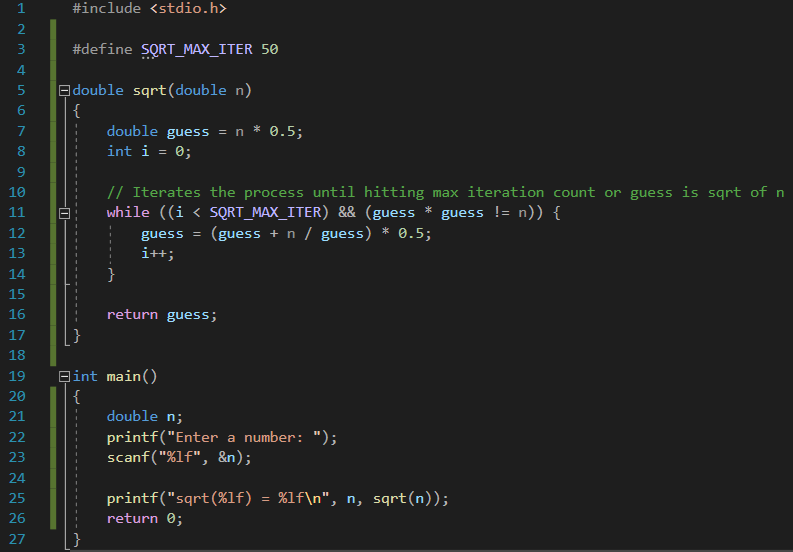 1 #include <stdio.h>
2
3 #define SQRT_MAX_ITER 50
4
5 double sqrt(double n)
6 {
7 double guess = n * 0.5;
8 int i = 0;
9
10 // Iterates the process until hitting max iteration count or guess is sqrt of n
11 while ((i < SQRT_MAX_ITER) && (guess * guess != n)) {
12 guess = (guess + n / guess) * 0.5;
13 i++;
14 }
15
16 return guess;
17 }
18
19 int main()
20 {
21 double n;
22 printf("Enter a number: ");
23 scanf("%lf", &n);
24
25 printf("sqrt(%lf) = %lf\n", n, sqrt(n));
26 return 0;
27 }